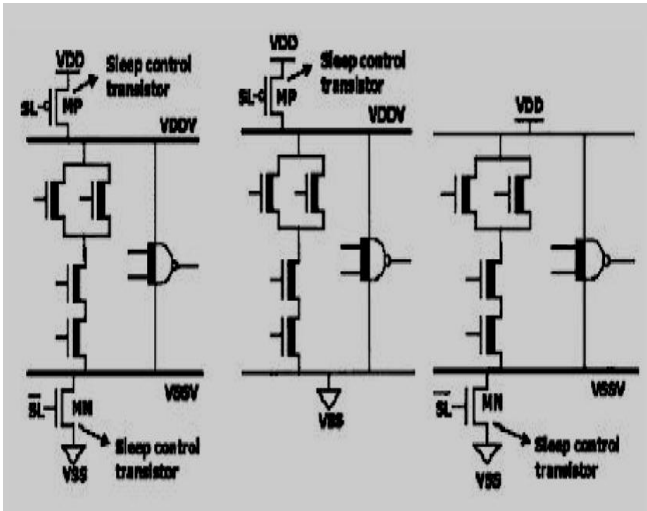 VDD
Sleep control
transistor
SL
MP
VDDV
VSSV
SL
MN
Sleep control
transistor
VSS
VDD
Sleep control
transistor
SL
MP
VDDV
VSS
VDD
VSSV
SL
MN
Sleep control
transistor
VSS